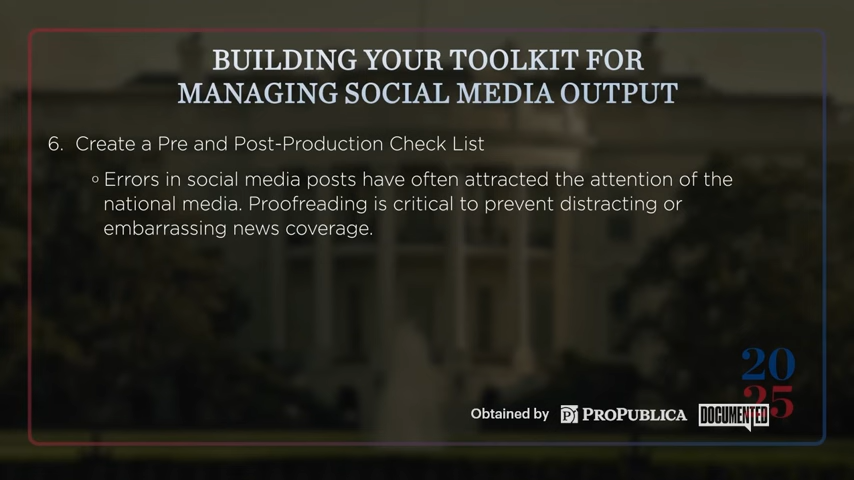 BUILDING YOUR TOOLKIT FOR
MANAGING SOCIAL MEDIA OUTPUT
6. Create a Pre and Post-Production Check List
Errors in social media posts have often attracted the attention of the
national media. Proofreading is critical to prevent distracting or
embarrassing news coverage.
20
25
Obtained by PROPUBLICA DOCUMENTED